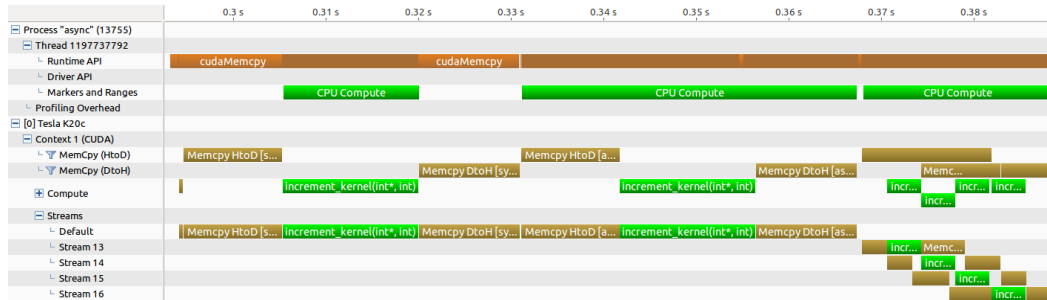 0.3 s 0.31 s 0.32 s 0.33 s 0.34 s 0.35 s 0.36 s 0.37 s 0.38 s
Process "async" (13755)
Thread 1197737792
Runtime API cudaMemcpy cudaMemcpy
Driver API
Markers and Ranges CPU Compute CPU Compute CPU Compute
Profiling Overhead
[0] Tesla K20c
Context 1 (CUDA)
MemCpy (HtoD) Memcpy HtoD [s... Memcpy HtoD [a...
MemCpy (DtoH) Memcpy DtoH [sy... Memcpy DtoH [as... Memc...
Compute increment_kernel(int*, int) increment_kernel(int*, int) incr... incr... incr...
incr...
Streams
Default Memcpy HtoD [s... increment_kernel(int*, int) Memcpy DtoH [sy... Memcpy HtoD [a... increment_kernel(int*, int) Memcpy DtoH [as...
Stream 13 incr... Memc...
Stream 14 incr...
Stream 15 incr...
Stream 16 incr...